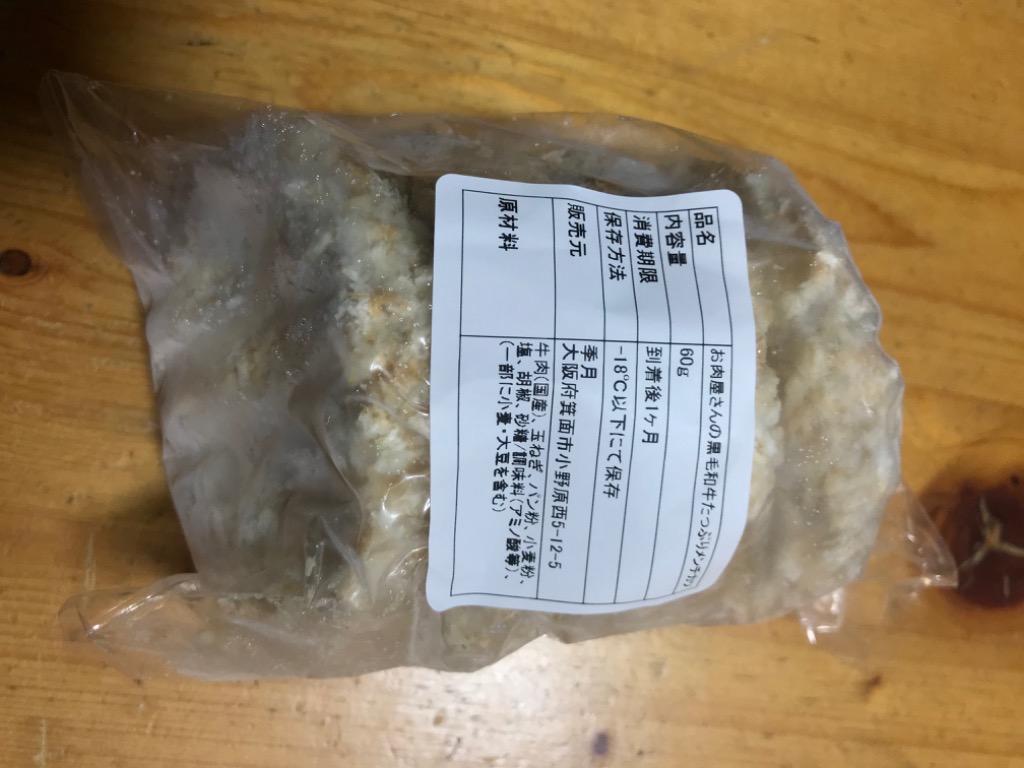 品名 お肉屋さんの黒毛和牛たっぷりメンチカツ
内容量 60g
消費期限 到着後1ヶ月
保存方法 -18℃以下にて保存
販売元 季月
大阪府箕面市小野原西5-12-5
原材料 牛肉(国産)、玉ねぎ、パン粉、小麦粉、
塩、胡椒、砂糖/調味料(アミノ酸等)、
(一部に小麦・大豆を含む)